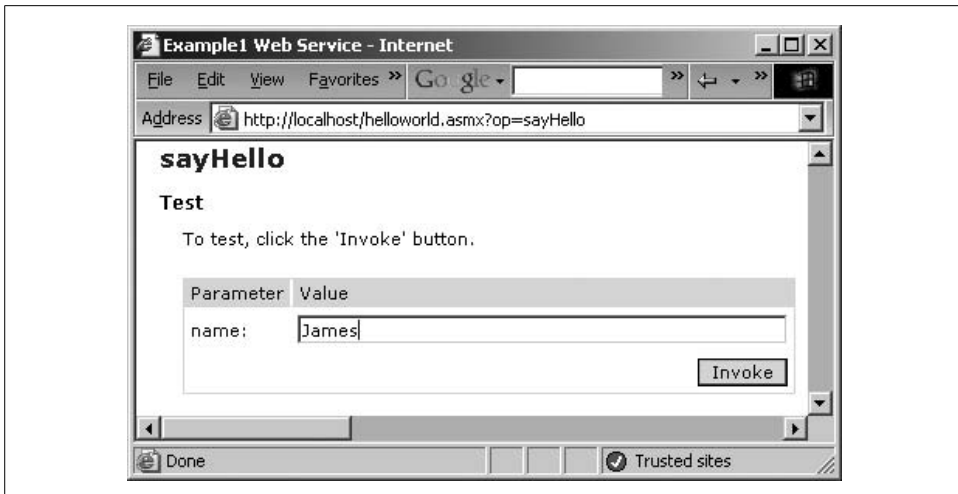 Example1 Web Service - Internet
File Edit View Favorites » Google »  »
Address http://localhost/helloworld.asmx?op=sayHello
sayHello
Test
To test, click the 'Invoke' button.
Parameter Value
name: James
Invoke
Done Trusted sites